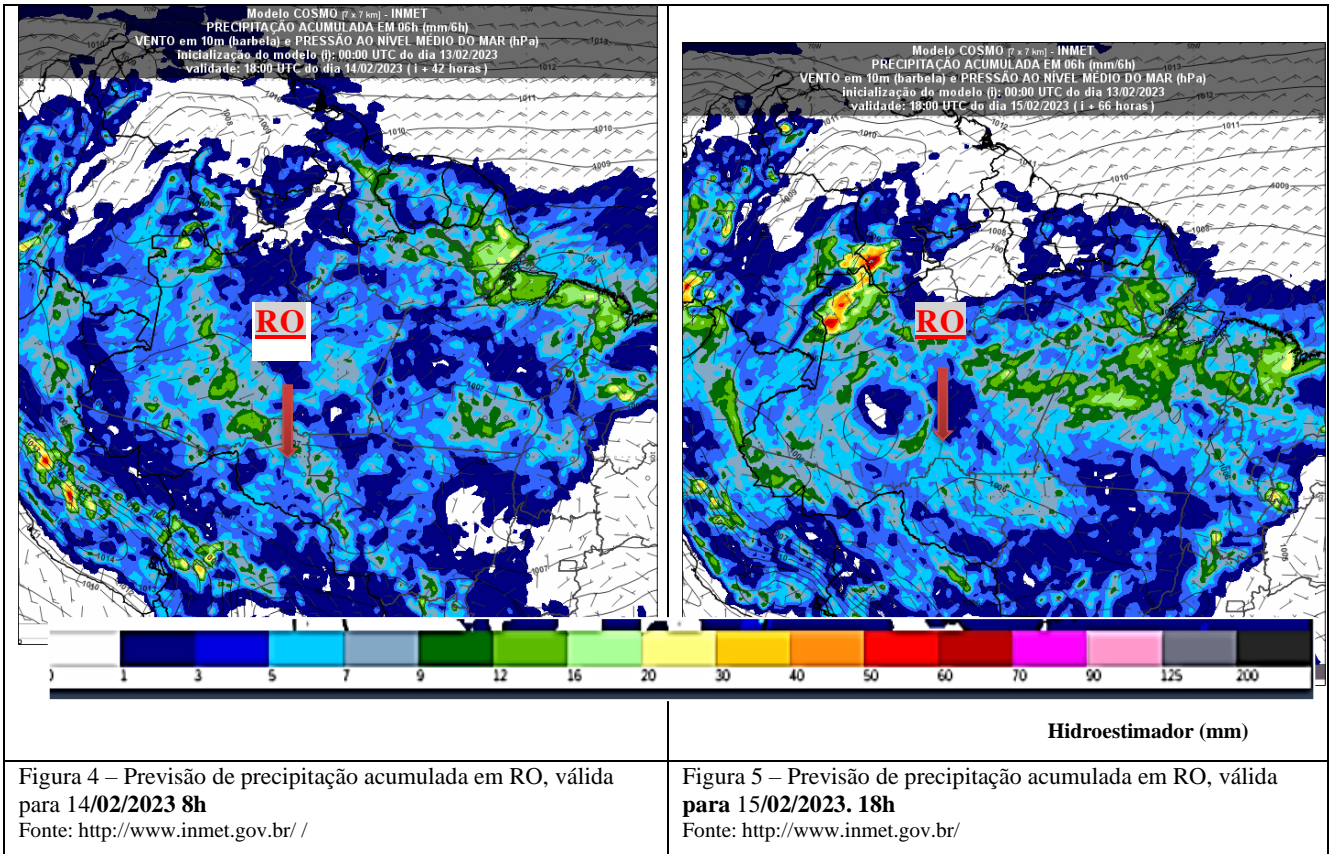 Modelo COSMO [7 x 7 km] - INMET
PRECIPITAÇÃO ACUMULADA EM 06h (mm/6h)
VENTO em 10m (barbela) e PRESSÃO AO NÍVEL MÉDIO DO MAR (hPa)
inicialização do modelo (i): 00:00 UTC do dia 13/02/2023
validade: 18:00 UTC do dia 14/02/2023 ( i + 42 horas )
RO
Modelo COSMO [7 x 7 km] - INMET
PRECIPITAÇÃO ACUMULADA EM 06h (mm/6h)
VENTO em 10m (barbela) e PRESSÃO AO NÍVEL MÉDIO DO MAR (hPa)
inicialização do modelo (i): 00:00 UTC do dia 13/02/2023
validade: 18:00 UTC do dia 15/02/2023 ( i + 66 horas )
RO
1 3 5 7 9 12 16 20 30 40 50 60 70 90 125 200
Hidroestimador (mm)
Figura 4 – Previsão de precipitação acumulada em RO, válida
para 14/02/2023 8h
Fonte: http://www.inmet.gov.br/ /
Figura 5 – Previsão de precipitação acumulada em RO, válida
para 15/02/2023. 18h
Fonte: http://www.inmet.gov.br/